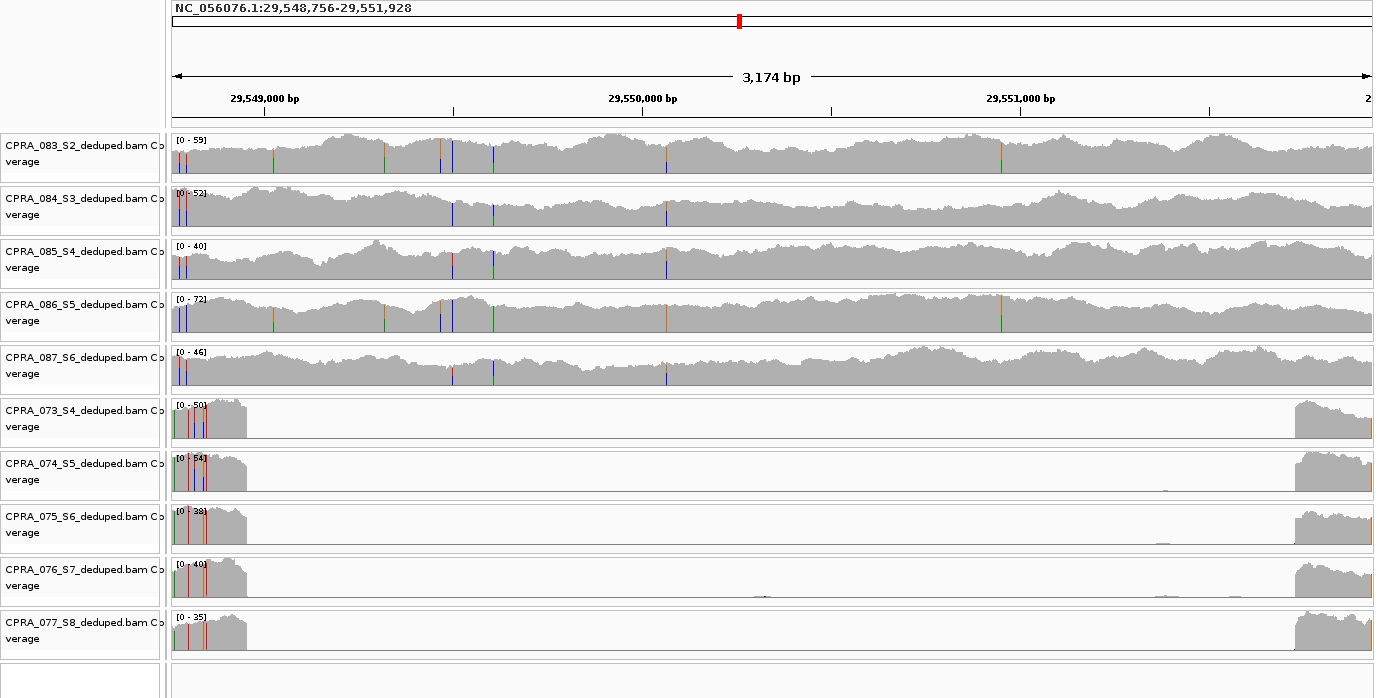 NC_056076.1:29,548,756-29,551,928
3,174 bp
29,549,000 bp 29,550,000 bp 29,551,000 bp 2
CPRA_083_S2_deduped.bam Co
verage
[0 - 59]
CPRA_084_S3_deduped.bam Co
verage
[0 - 52]
CPRA_085_S4_deduped.bam Co
verage
[0 - 40]
CPRA_086_S5_deduped.bam Co
verage
[0 - 72]
CPRA_087_S6_deduped.bam Co
verage
[0 - 46]
CPRA_073_S4_deduped.bam Co
verage
[0 - 50]
CPRA_074_S5_deduped.bam Co
verage
[0 - 54]
CPRA_075_S6_deduped.bam Co
verage
[0 - 38]
CPRA_076_S7_deduped.bam Co
verage
[0 - 40]
CPRA_077_S8_deduped.bam Co
verage
[0 - 35]